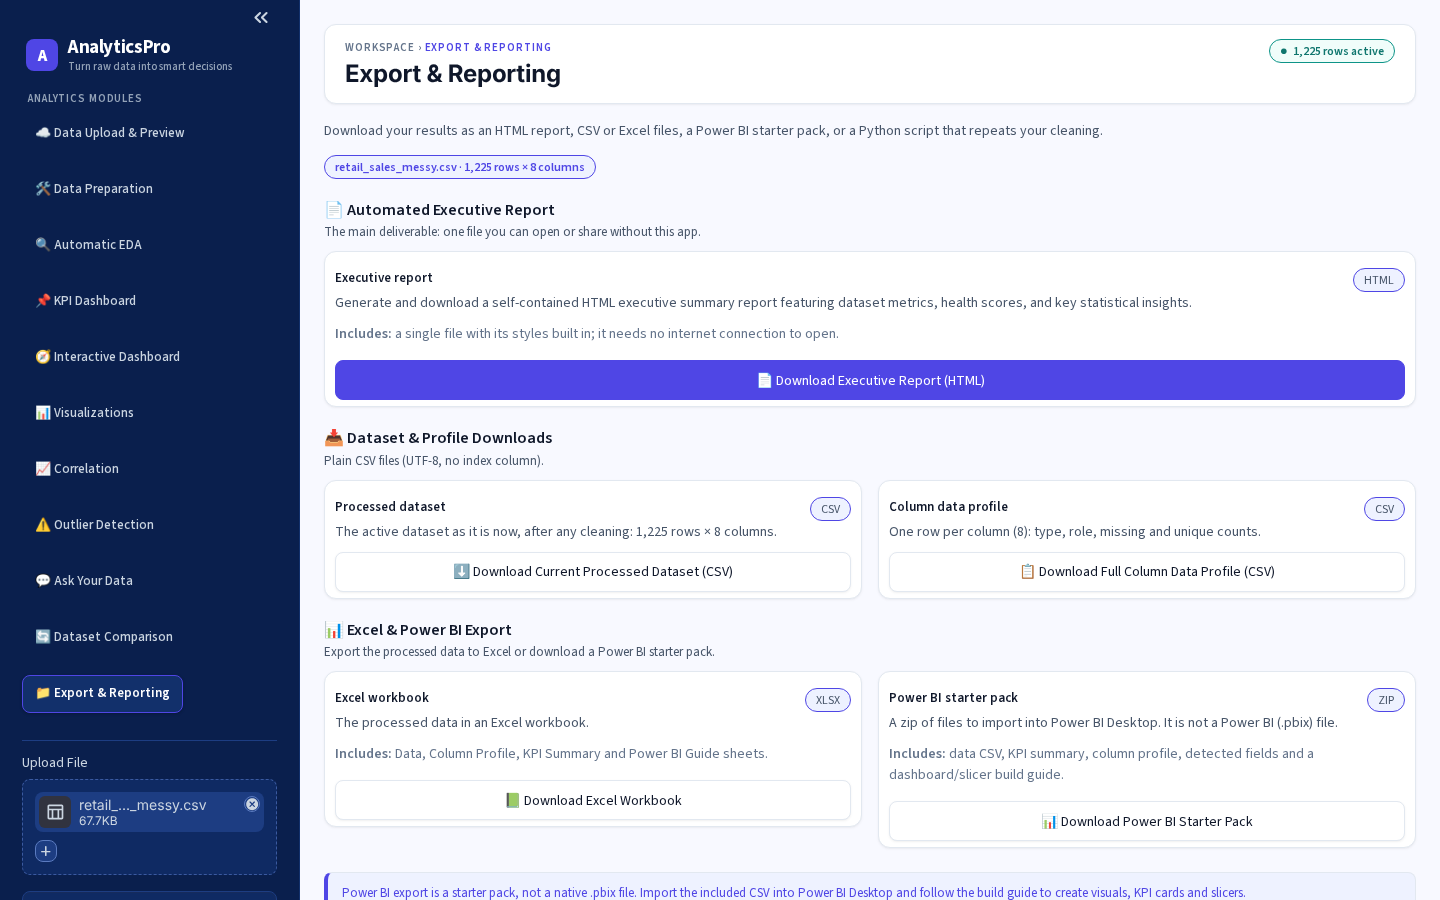 A
AnalyticsPro
Turn raw data into smart decisions
ANALYTICS MODULES
Data Upload & Preview
Data Preparation
Automatic EDA
KPI Dashboard
Interactive Dashboard
Visualizations
Correlation
Outlier Detection
Ask Your Data
Dataset Comparison
Export & Reporting
Upload File
retail_..._messy.csv
67.7KB
WORKSPACE › EXPORT & REPORTING
Export & Reporting
1,225 rows active
Download your results as an HTML report, CSV or Excel files, a Power BI starter pack, or a Python script that repeats your cleaning.
retail_sales_messy.csv · 1,225 rows × 8 columns
Automated Executive Report
The main deliverable: one file you can open or share without this app.
Executive report
HTML
Generate and download a self-contained HTML executive summary report featuring dataset metrics, health scores, and key statistical insights.
Includes: a single file with its styles built in; it needs no internet connection to open.
Download Executive Report (HTML)
Dataset & Profile Downloads
Plain CSV files (UTF-8, no index column).
Processed dataset
CSV
The active dataset as it is now, after any cleaning: 1,225 rows × 8 columns.
Download Current Processed Dataset (CSV)
Column data profile
CSV
One row per column (8): type, role, missing and unique counts.
Download Full Column Data Profile (CSV)
Excel & Power BI Export
Export the processed data to Excel or download a Power BI starter pack.
Excel workbook
XLSX
The processed data in an Excel workbook.
Includes: Data, Column Profile, KPI Summary and Power BI Guide sheets.
Download Excel Workbook
Power BI starter pack
ZIP
A zip of files to import into Power BI Desktop. It is not a Power BI (.pbix) file.
Includes: data CSV, KPI summary, column profile, detected fields and a
dashboard/slicer build guide.
Download Power BI Starter Pack
Power BI export is a starter pack, not a native .pbix file. Import the included CSV into Power BI Desktop and follow the build guide to create visuals, KPI cards and slicers.